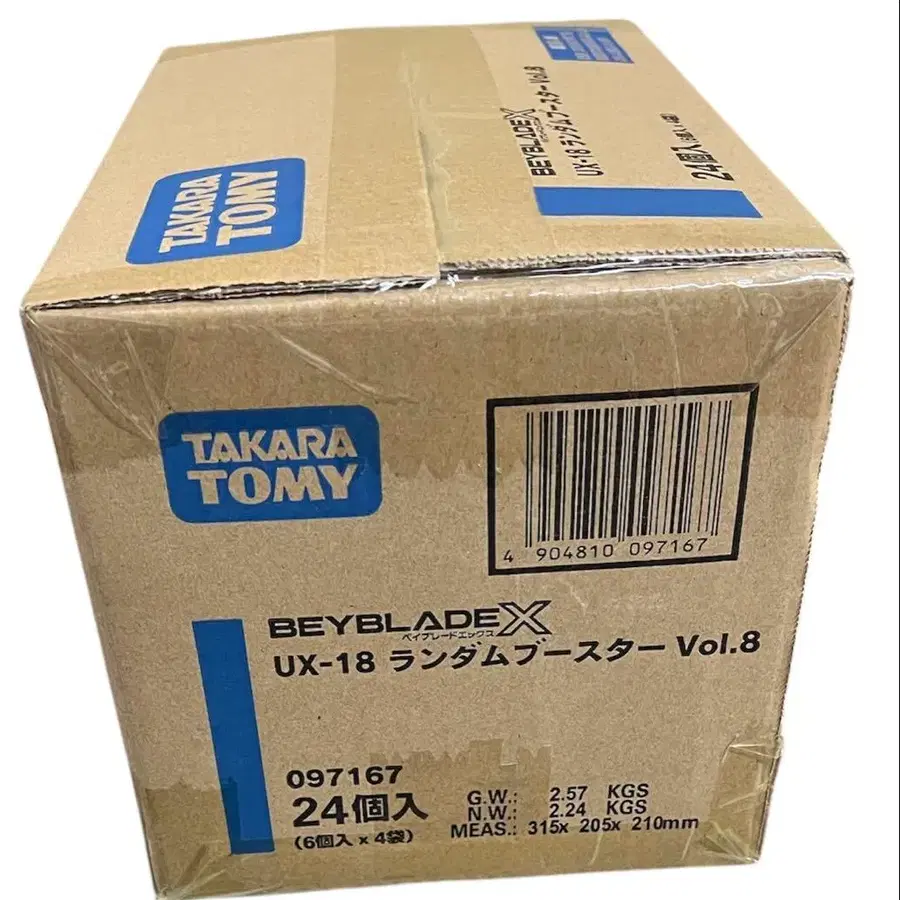 TAKARA
TOMY
BEYBLADE X
UX-18 ランダムブースター Vol.8
24個入
TAKARA
TOMY
4 904810 097167
BEYBLADE X
ベイブレードエックス
UX-18 ランダムブースター Vol.8
097167
24個入
(6個入 x 4袋)
G.W.: 2.57 KGS
N.W.: 2.24 KGS
MEAS.: 315x 205x 210mm